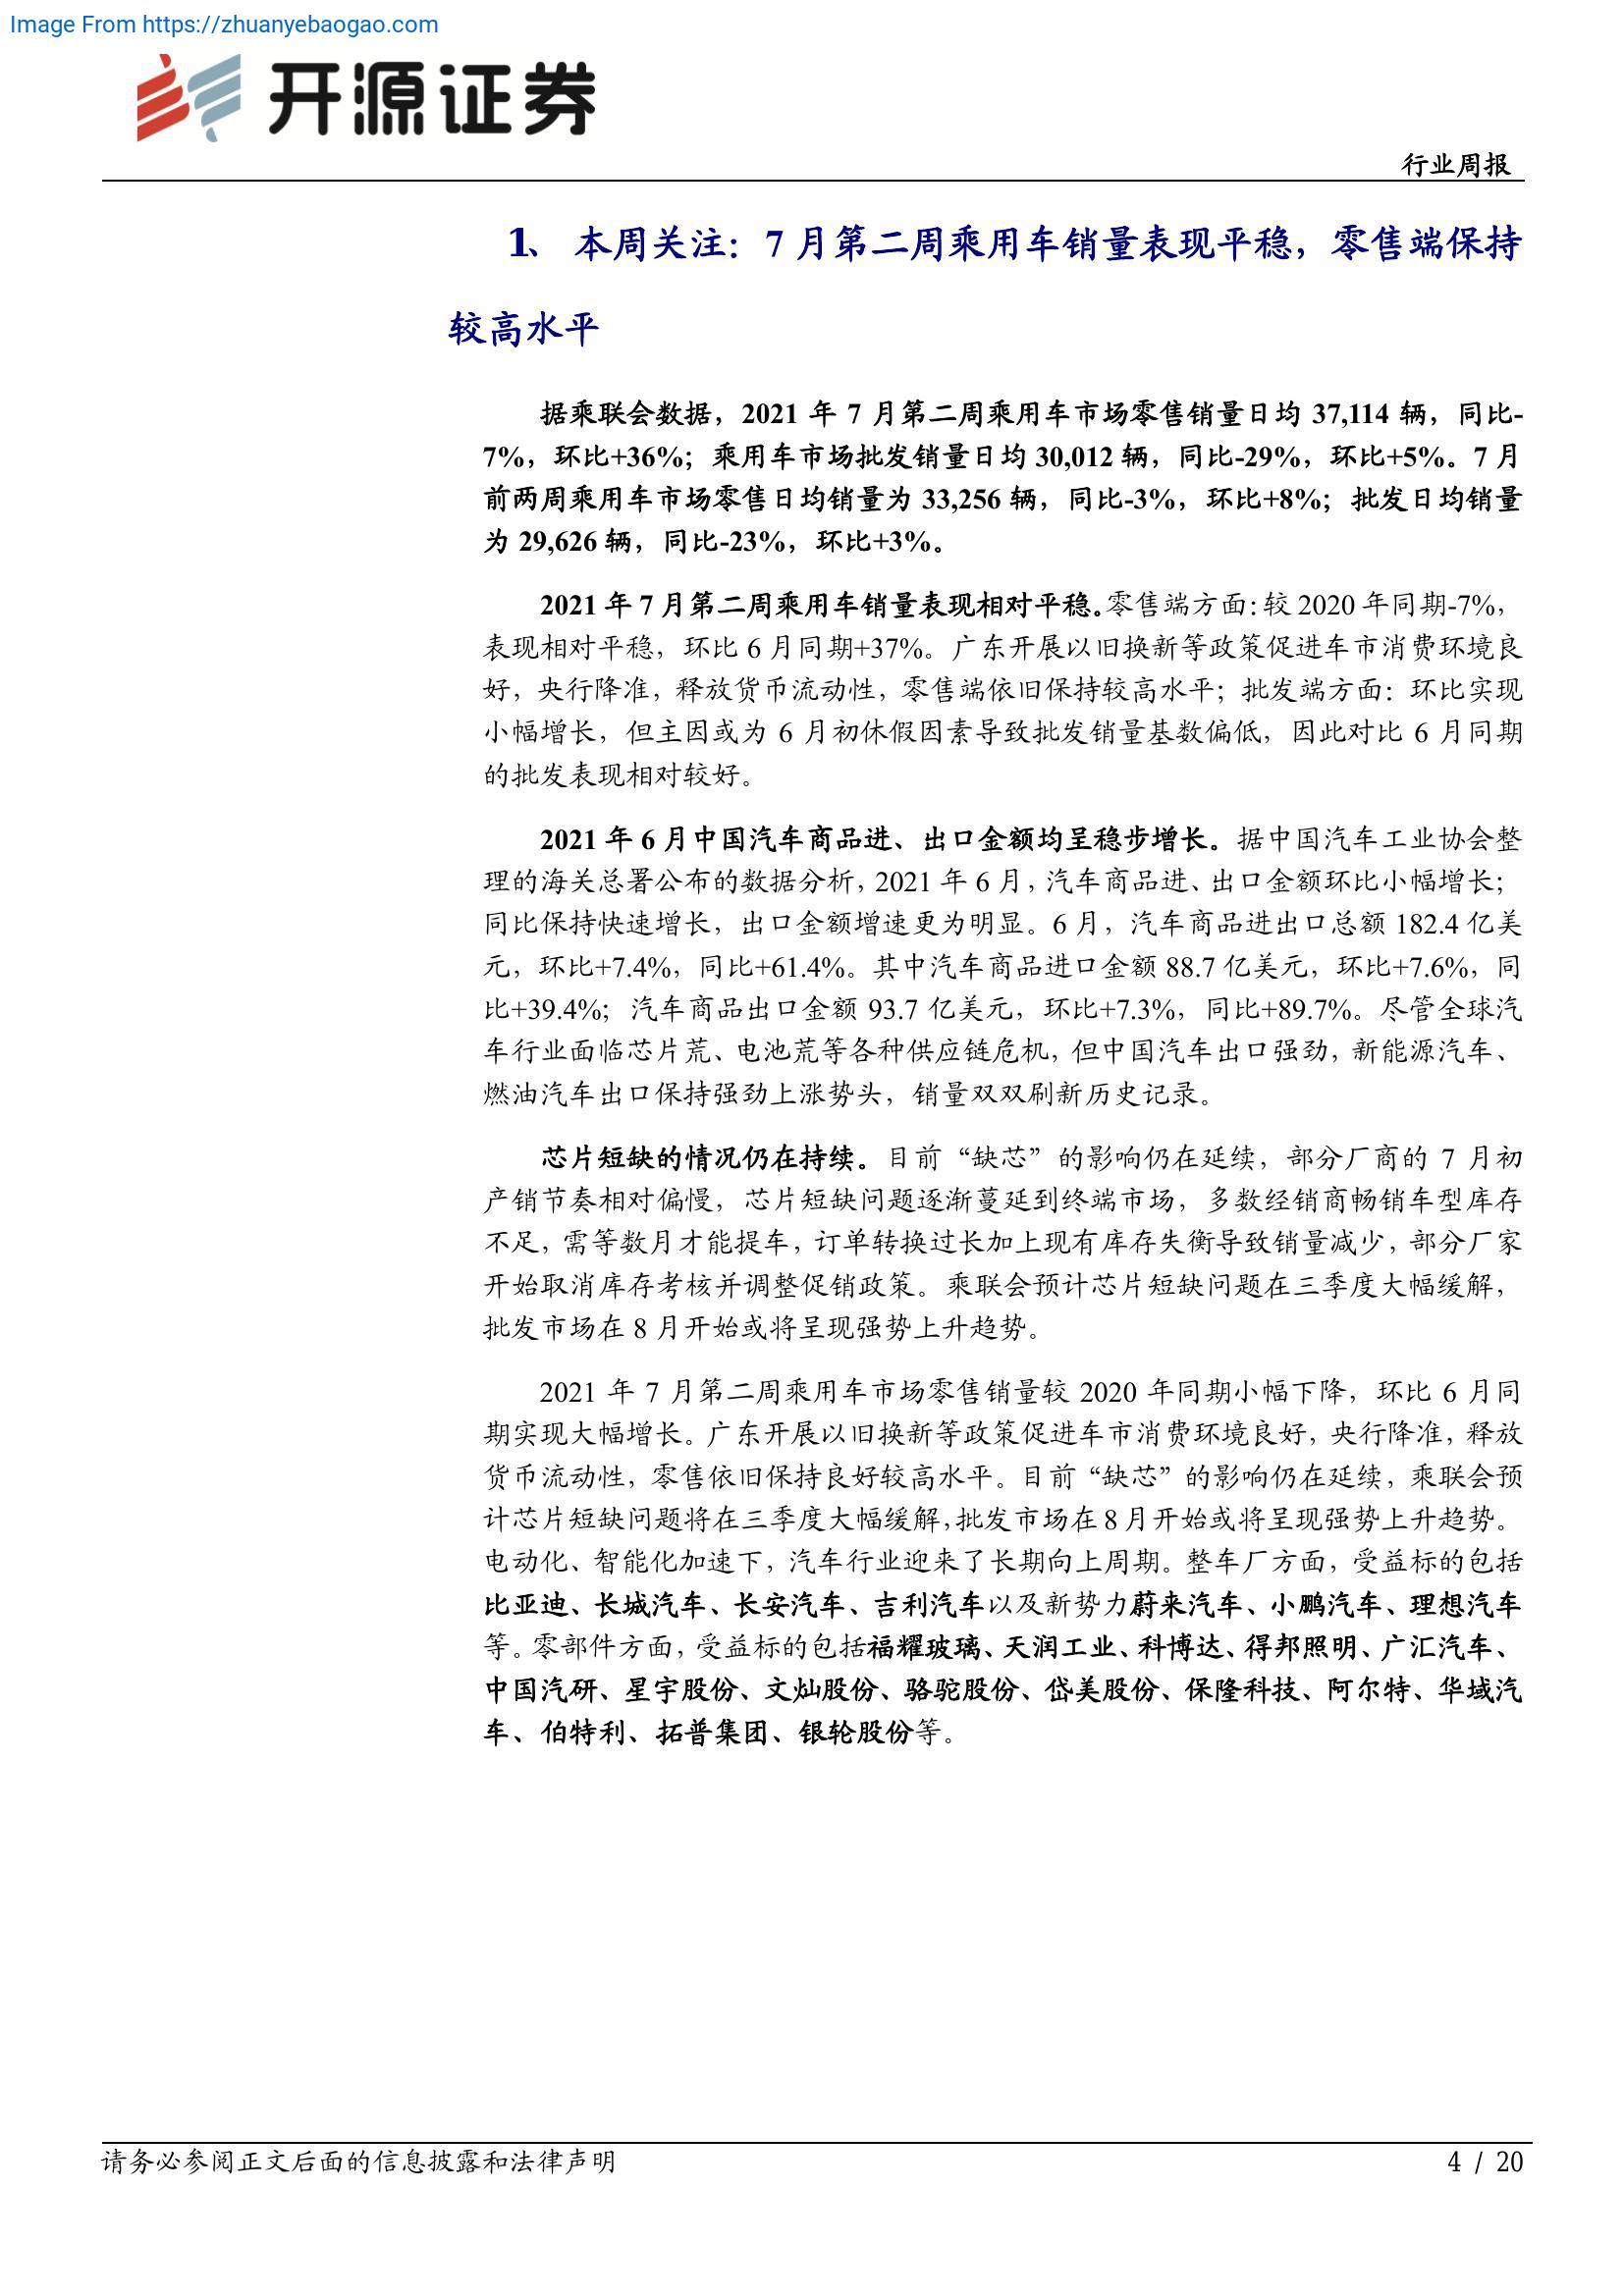 Image From https://zhuanyebaogao.com
开源证券
行业周报
1、 本周关注：7 月第二周乘用车销量表现平稳，零售端保持
较高水平
据乘联会数据，2021 年 7 月第二周乘用车市场零售销量日均 37,114 辆，同比-
7%，环比+36%；乘用车市场批发销量日均 30,012 辆，同比-29%，环比+5%。7 月
前两周乘用车市场零售日均销量为 33,256 辆，同比-3%，环比+8%；批发日均销量
为 29,626 辆，同比-23%，环比+3%。
2021 年 7 月第二周乘用车销量表现相对平稳。零售端方面：较 2020 年同期-7%，
表现相对平稳，环比 6 月同期+37%。广东开展以旧换新等政策促进车市消费环境良
好，央行降准，释放货币流动性，零售端依旧保持较高水平；批发端方面：环比实现
小幅增长，但主因或为 6 月初休假因素导致批发销量基数偏低，因此对比 6 月同期
的批发表现相对较好。
2021 年 6 月中国汽车商品进、出口金额均呈稳步增长。据中国汽车工业协会整
理的海关总署公布的数据分析，2021 年 6 月，汽车商品进、出口金额环比小幅增长；
同比保持快速增长，出口金额增速更为明显。6 月，汽车商品进出口总额 182.4 亿美
元，环比+7.4%，同比+61.4%。其中汽车商品进口金额 88.7 亿美元，环比+7.6%，同
比+39.4%；汽车商品出口金额 93.7 亿美元，环比+7.3%，同比+89.7%。尽管全球汽
车行业面临芯片荒、电池荒等各种供应链危机，但中国汽车出口强劲，新能源汽车、
燃油汽车出口保持强劲上涨势头，销量双双刷新历史记录。
芯片短缺的情况仍在持续。目前“缺芯”的影响仍在延续，部分厂商的 7 月初
产销节奏相对偏慢，芯片短缺问题逐渐蔓延到终端市场，多数经销商畅销车型库存
不足，需等数月才能提车，订单转换过长加上现有库存失衡导致销量减少，部分厂家
开始取消库存考核并调整促销政策。乘联会预计芯片短缺问题在三季度大幅缓解，
批发市场在 8 月开始或将呈现强势上升趋势。
2021 年 7 月第二周乘用车市场零售销量较 2020 年同期小幅下降，环比 6 月同
期实现大幅增长。广东开展以旧换新等政策促进车市消费环境良好，央行降准，释放
货币流动性，零售依旧保持良好较高水平。目前“缺芯”的影响仍在延续，乘联会预
计芯片短缺问题将在三季度大幅缓解，批发市场在 8 月开始或将呈现强势上升趋势。
电动化、智能化加速下，汽车行业迎来了长期向上周期。整车厂方面，受益标的包括
比亚迪、长城汽车、长安汽车、吉利汽车以及新势力蔚来汽车、小鹏汽车、理想汽车
等。零部件方面，受益标的包括福耀玻璃、天润工业、科博达、得邦照明、广汇汽车、
中国汽研、星宇股份、文灿股份、骆驼股份、岱美股份、保隆科技、阿尔特、华域汽
车、伯特利、拓普集团、银轮股份等。
请务必参阅正文后面的信息披露和法律声明
4 / 20